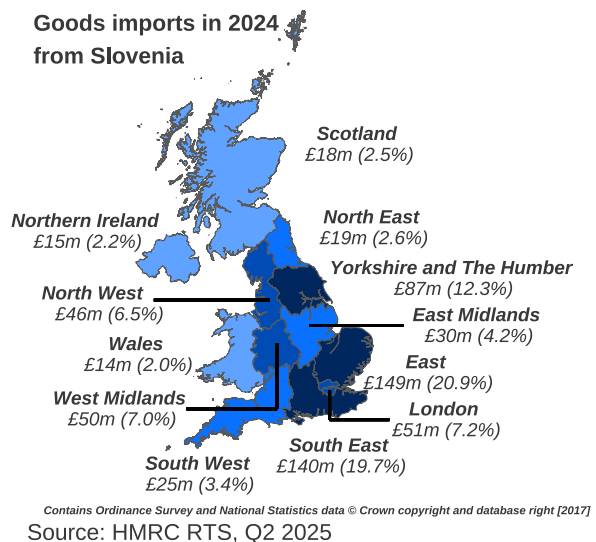 Goods imports in 2024
from Slovenia
Scotland
£18m (2.5%)
Northern Ireland
£15m (2.2%)
North East
£19m (2.6%)
Yorkshire and The Humber
£87m (12.3%)
North West
£46m (6.5%)
East Midlands
£30m (4.2%)
Wales
£14m (2.0%)
East
£149m (20.9%)
West Midlands
£50m (7.0%)
London
£51m (7.2%)
South East
£140m (19.7%)
South West
£25m (3.4%)
Contains Ordinance Survey and National Statistics data © Crown copyright and database right [2017]
Source: HMRC RTS, Q2 2025